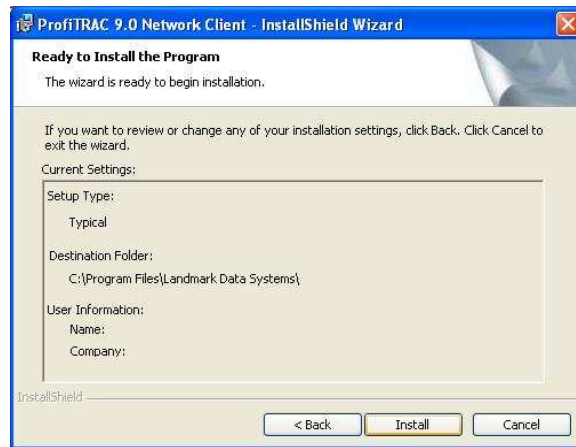 ProfiTRAC 9.0 Network Client - InstallShield Wizard
Ready to Install the Program
The wizard is ready to begin installation.
If you want to review or change any of your installation settings, click Back. Click Cancel to
exit the wizard.
Current Settings:
Setup Type:
Typical
Destination Folder:
C:\Program Files\Landmark Data Systems\
User Information:
Name:
Company:
InstallShield
< Back
Install
Cancel